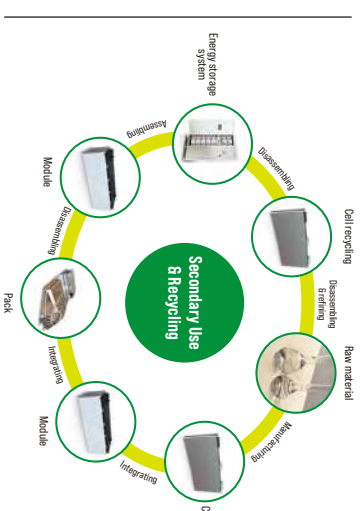 Secondary Use
& Recycling
Energy storage
system
Disassembling
Cell recycling
Disassembling
& refining
Raw material
Manufacturing
C
Integrating
Module
Integrating
Pack
Disassembling
Module
Assembling